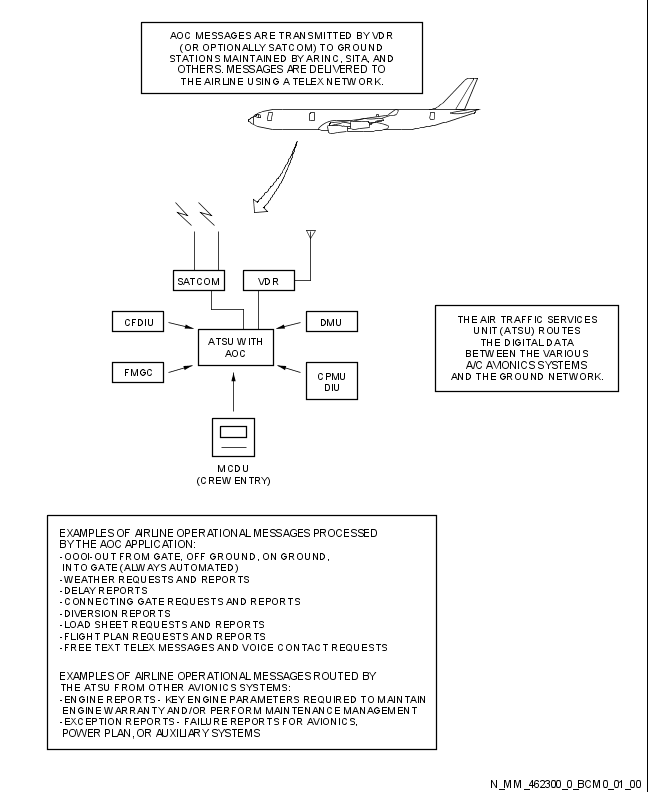 AOC MESSAGES ARE TRANSMITTED BY VDR
(OR OPTIONALLY SATCOM) TO GROUND
STATIONS MAINTAINED BY ARINC, SITA, AND
OTHERS. MESSAGES ARE DELIVERED TO
THE AIRLINE USING A TELEX NETWORK.
SATCOM
VDR
CFDIU
DMU
ATSU WITH
AOC
FMGC
CPMU
DIU
THE AIR TRAFFIC SERVICES
UNIT (ATSU) ROUTES
THE DIGITAL DATA
BETWEEN THE VARIOUS
A/C AVIONICS SYSTEMS
AND THE GROUND NETWORK.
MCDU
(CREW ENTRY)
EXAMPLES OF AIRLINE OPERATIONAL MESSAGES PROCESSED
BY THE AOC APPLICATION:
-OOOI-OUT FROM GATE, OFF GROUND, ON GROUND,
INTO GATE (ALWAYS AUTOMATED)
-WEATHER REQUESTS AND REPORTS
-DELAY REPORTS
-CONNECTING GATE REQUESTS AND REPORTS
-DIVERSION REPORTS
-LOAD SHEET REQUESTS AND REPORTS
-FLIGHT PLAN REQUESTS AND REPORTS
-FREE TEXT TELEX MESSAGES AND VOICE CONTACT REQUESTS
EXAMPLES OF AIRLINE OPERATIONAL MESSAGES ROUTED BY
THE ATSU FROM OTHER AVIONICS SYSTEMS:
-ENGINE REPORTS - KEY ENGINE PARAMETERS REQUIRED TO MAINTAIN
ENGINE WARRANTY AND/OR PERFORM MAINTENANCE MANAGEMENT
-EXCEPTION REPORTS - FAILURE REPORTS FOR AVIONICS,
POWER PLAN, OR AUXILIARY SYSTEMS
N_MM_462300_0_BCM0_01_00